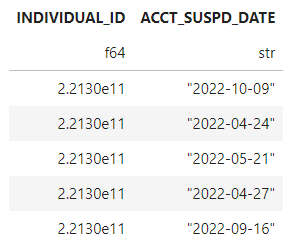 INDIVIDUAL_ID ACCT_SUSPD_DATE
f64 str
2.2130e11 "2022-10-09"
2.2130e11 "2022-04-24"
2.2130e11 "2022-05-21"
2.2130e11 "2022-04-27"
2.2130e11 "2022-09-16"